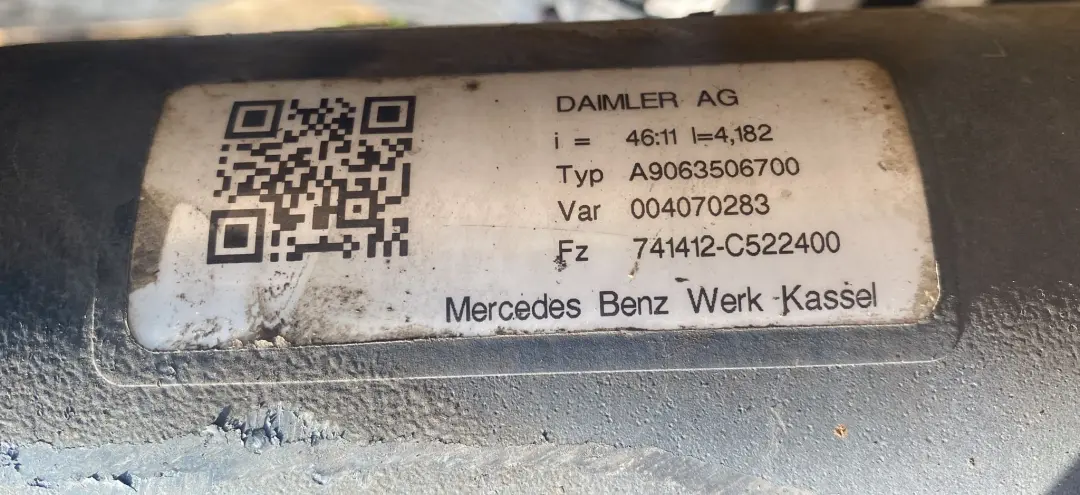 DAIMLER AG
i = 46:11 I=4,182
Typ A9063506700
Var 004070283
Fz 741412-C522400
Mercedes Benz Werk Kassel